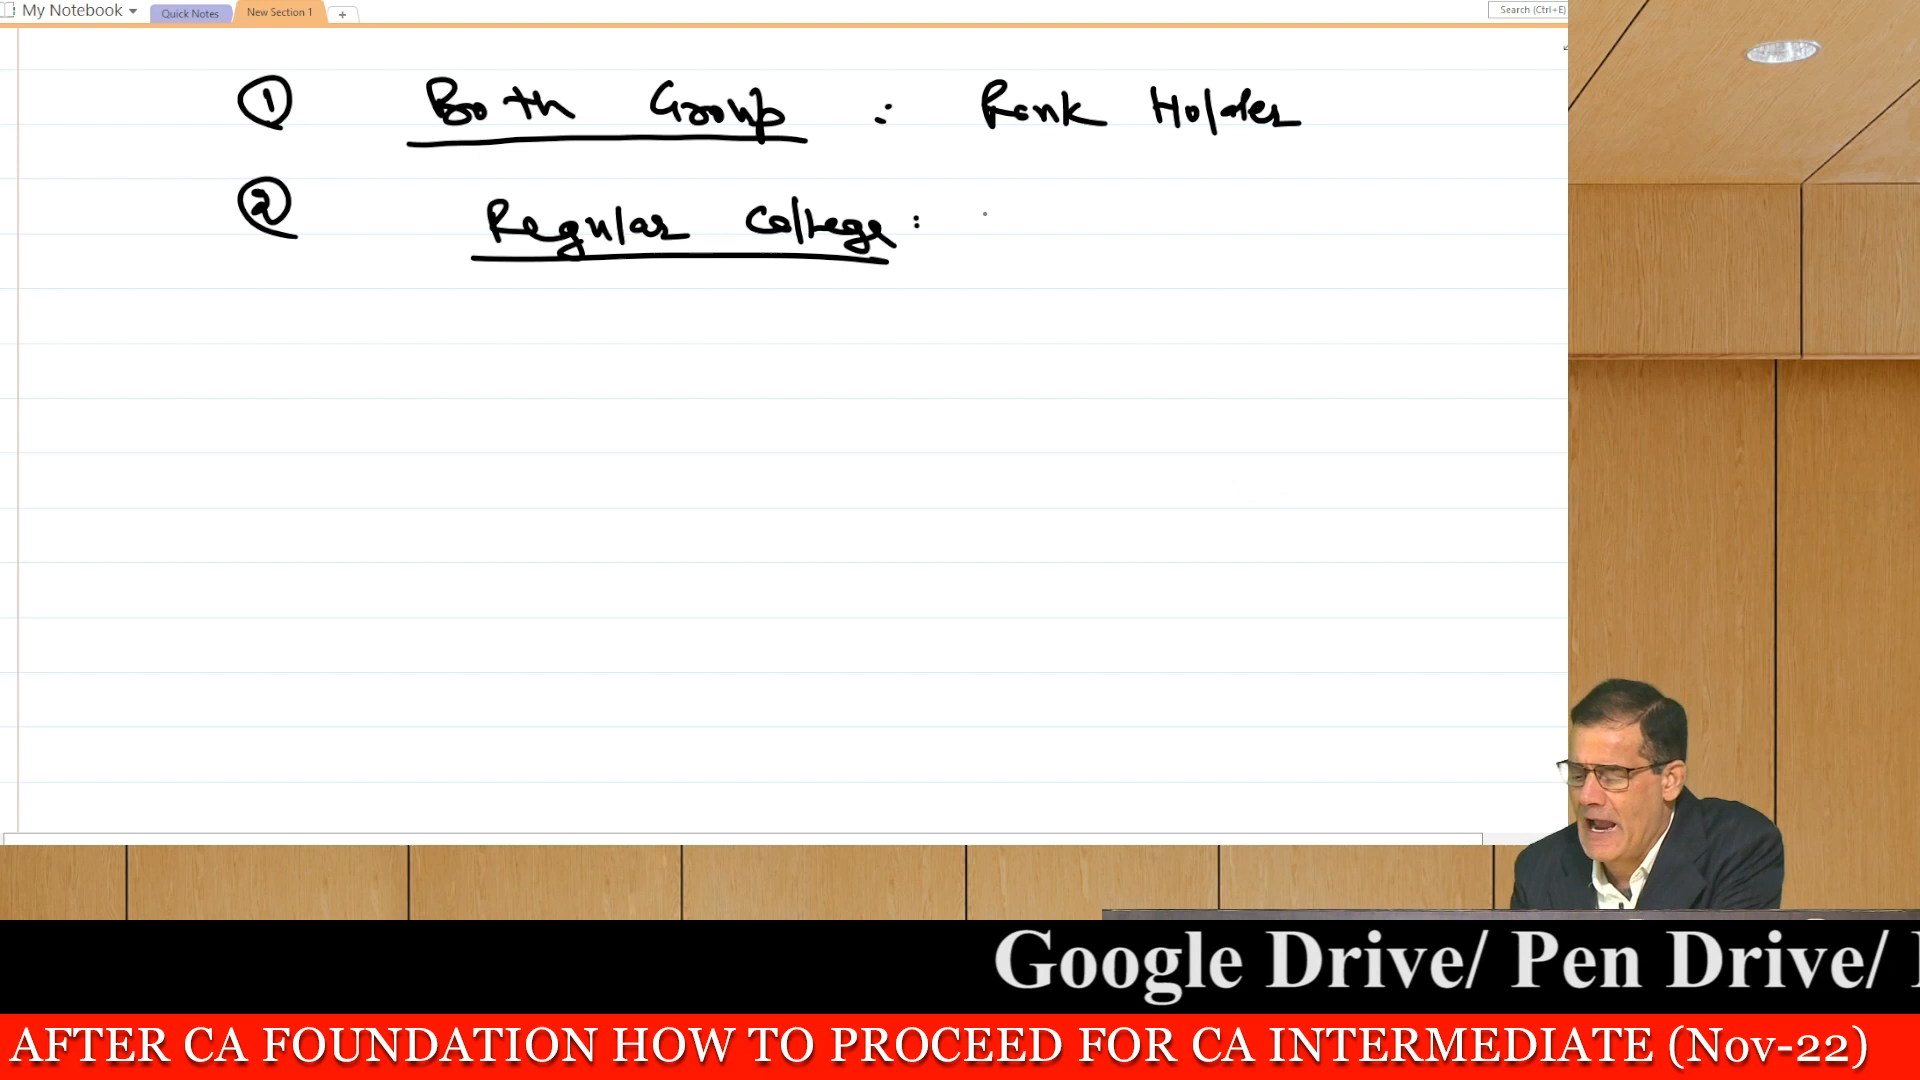 My Notebook
Quick Notes
New Section 1
+
Search (Ctrl+E)
① Both Group : Rank Holder
② Regular College :
Google Drive/ Pen Drive/
AFTER CA FOUNDATION HOW TO PROCEED FOR CA INTERMEDIATE (Nov-22)